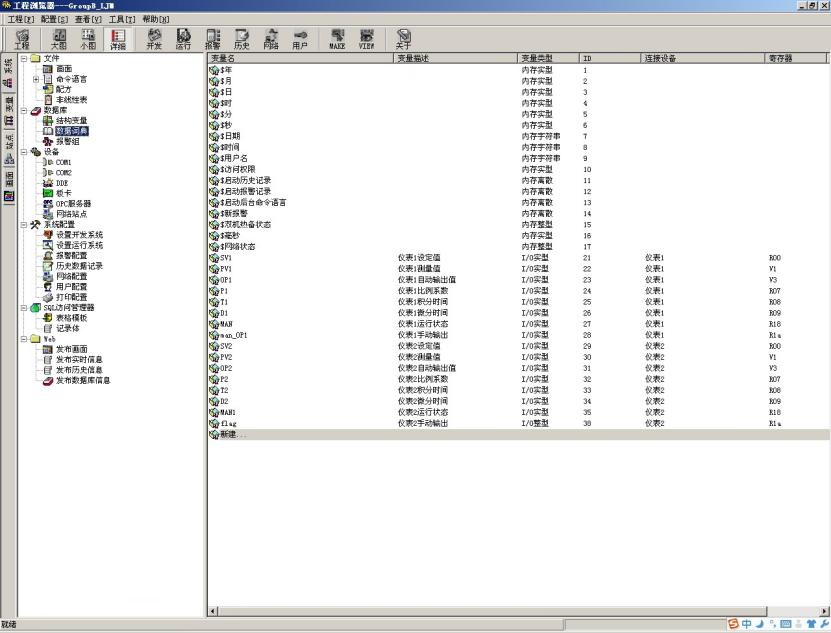 工程浏览器---GroupB_LJM
工程[F] 配置[S] 查看[V] 工具[T] 帮助[H]
工程 大图 小图 详细 开发 运行 报警 历史 网络 用户 MAKE VIEW 关于
系统
变量
站点
画面
文件
画面
命令语言
配方
非线性表
数据库
结构变量
数据词典
报警组
设备
COM1
COM2
DDE
板卡
OPC服务器
网络站点
系统配置
设置开发系统
设置运行系统
报警配置
历史数据记录
网络配置
用户配置
打印配置
SQL访问管理器
表格模板
记录体
Web
发布画面
发布实时信息
发布历史信息
发布数据库信息
变量名 变量描述 变量类型 ID 连接设备 寄存器
$年 内存实型 1
$月 内存实型 2
$日 内存实型 3
$时 内存实型 4
$分 内存实型 5
$秒 内存实型 6
$日期 内存字符串 7
$时间 内存字符串 8
$用户名 内存字符串 9
$访问权限 内存实型 10
$启动历史记录 内存离散 11
$启动报警记录 内存离散 12
$启动后台命令语言 内存离散 13
$新报警 内存离散 14
$双机热备状态 内存整型 15
$毫秒 内存实型 16
$网络状态 内存整型 17
SV1 仪表1设定值 I/O实型 21 仪表1 R00
PV1 仪表1测量值 I/O实型 22 仪表1 V1
OP1 仪表1自动输出值 I/O实型 23 仪表1 V3
P1 仪表1比例系数 I/O实型 24 仪表1 R07
T1 仪表1积分时间 I/O实型 25 仪表1 R08
D1 仪表1微分时间 I/O实型 26 仪表1 R09
MAN 仪表1运行状态 I/O实型 27 仪表1 R18
man_OP1 仪表1手动输出 I/O实型 28 仪表1 R1a
SV2 仪表2设定值 I/O实型 29 仪表2 R00
PV2 仪表2测量值 I/O实型 30 仪表2 V1
OP2 仪表2自动输出值 I/O实型 31 仪表2 V3
P2 仪表2比例系数 I/O实型 32 仪表2 R07
T2 仪表2积分时间 I/O实型 33 仪表2 R08
D2 仪表2微分时间 I/O实型 34 仪表2 R09
MAN1 仪表2运行状态 I/O实型 35 仪表2 R18
flag 仪表2手动输出 I/O整型 38 仪表2 R1a
新建...
就绪
中